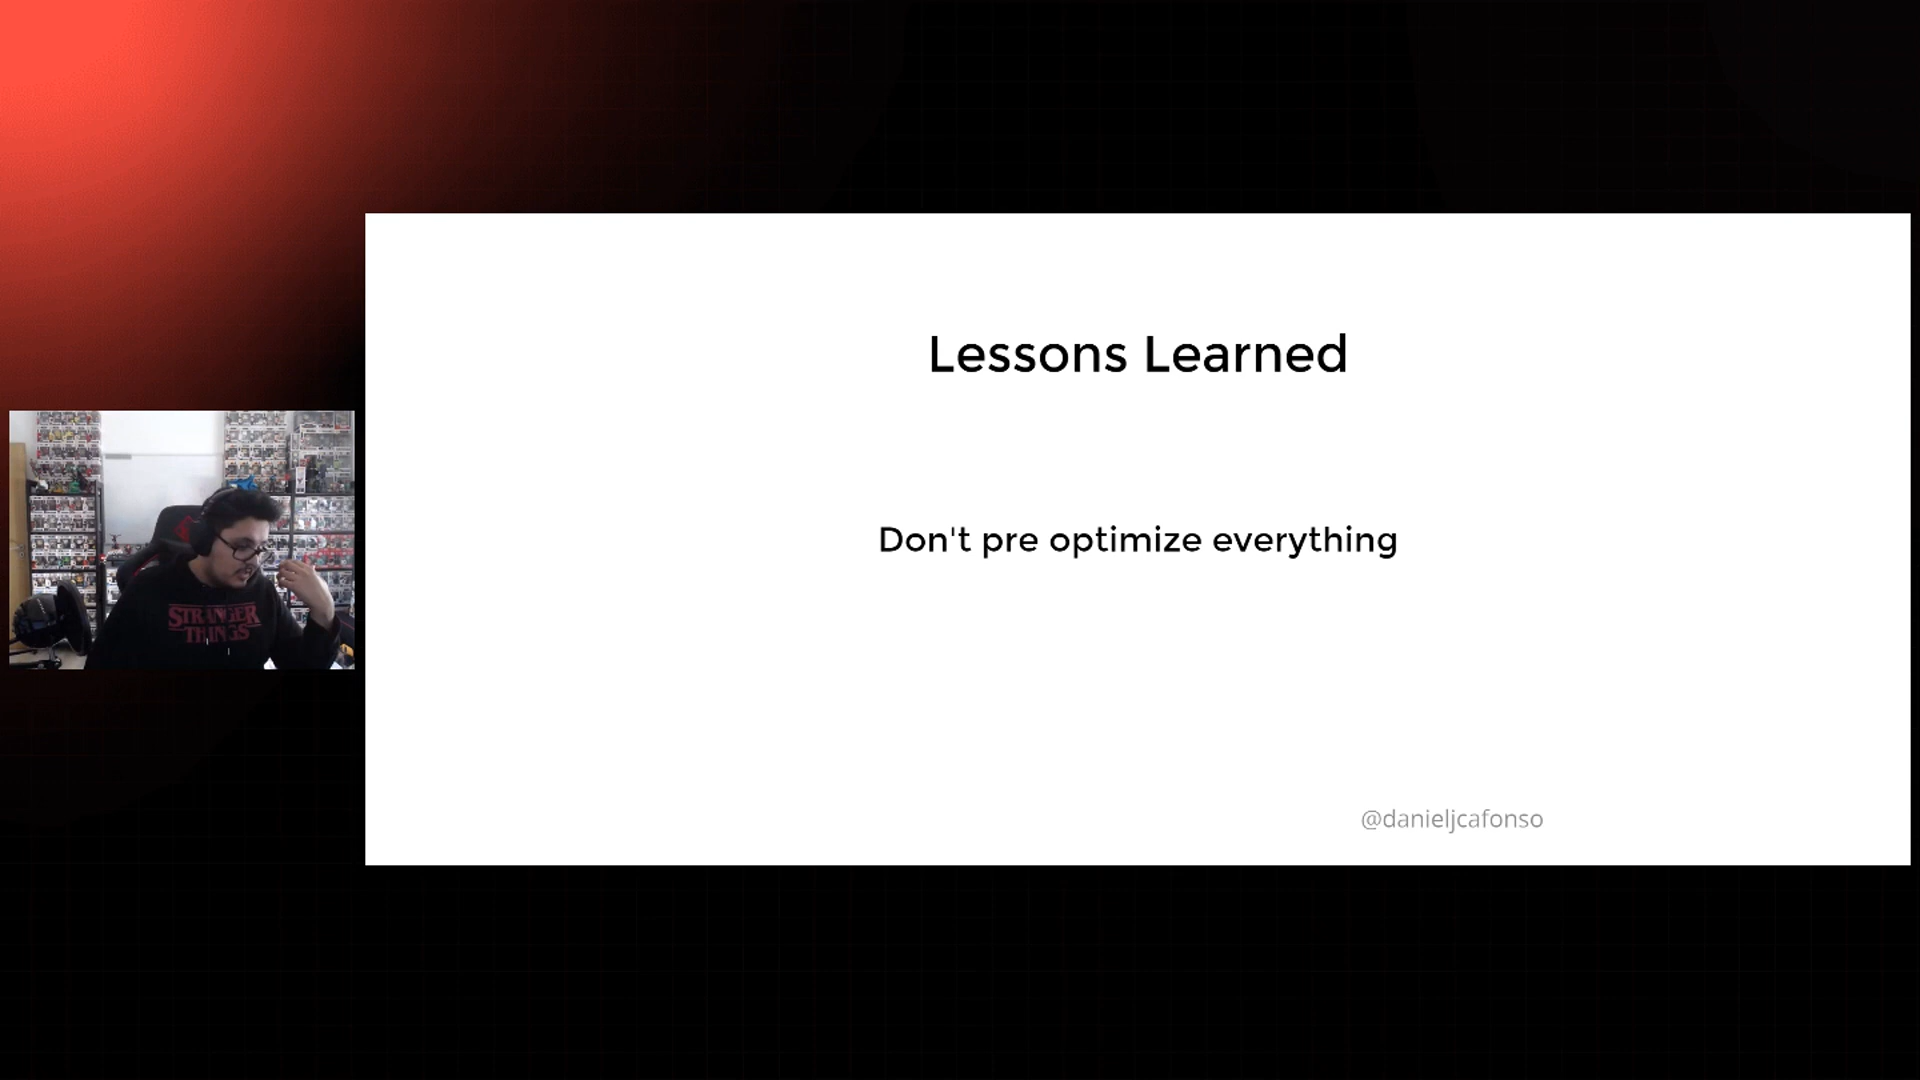 Lessons Learned
Don't pre optimize everything
@danieljcafonso
STRANGER
THINGS